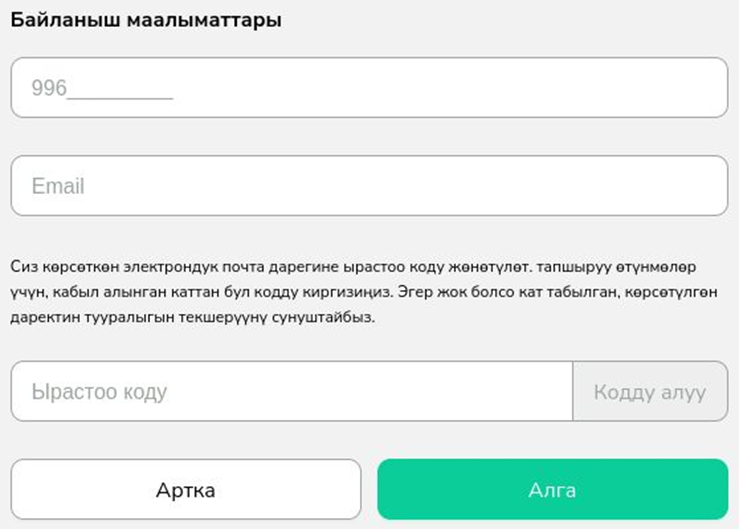 Байланыш маалыматтары
996_________
Email
Сиз көрсөткөн электрондук почта дарегине ырастоо коду жөнөтүлөт. тапшыруу өтүнмөлөр
үчүн, кабыл алынган каттан бул кодду киргизиңиз. Эгер жок болсо кат табылган, көрсөтүлгөн
даректин тууралыгын текшерүүнү сунуштайбыз.
Ырастоо коду
Кодду алуу
Артка
Алга